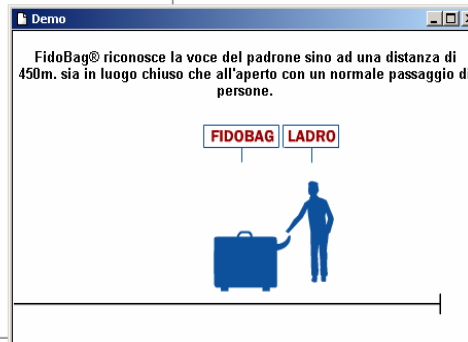 Demo
FidoBag® riconosce la voce del padrone sino ad una distanza di
450m. sia in luogo chiuso che all'aperto con un normale passaggio di
persone.
FIDOBAG LADRO